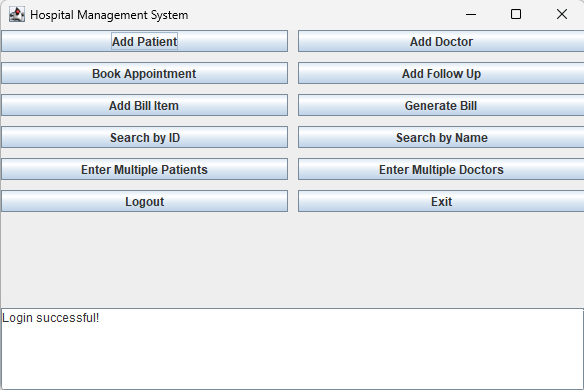 Hospital Management System
Add Patient
Add Doctor
Book Appointment
Add Follow Up
Add Bill Item
Generate Bill
Search by ID
Search by Name
Enter Multiple Patients
Enter Multiple Doctors
Logout
Exit
Login successful!